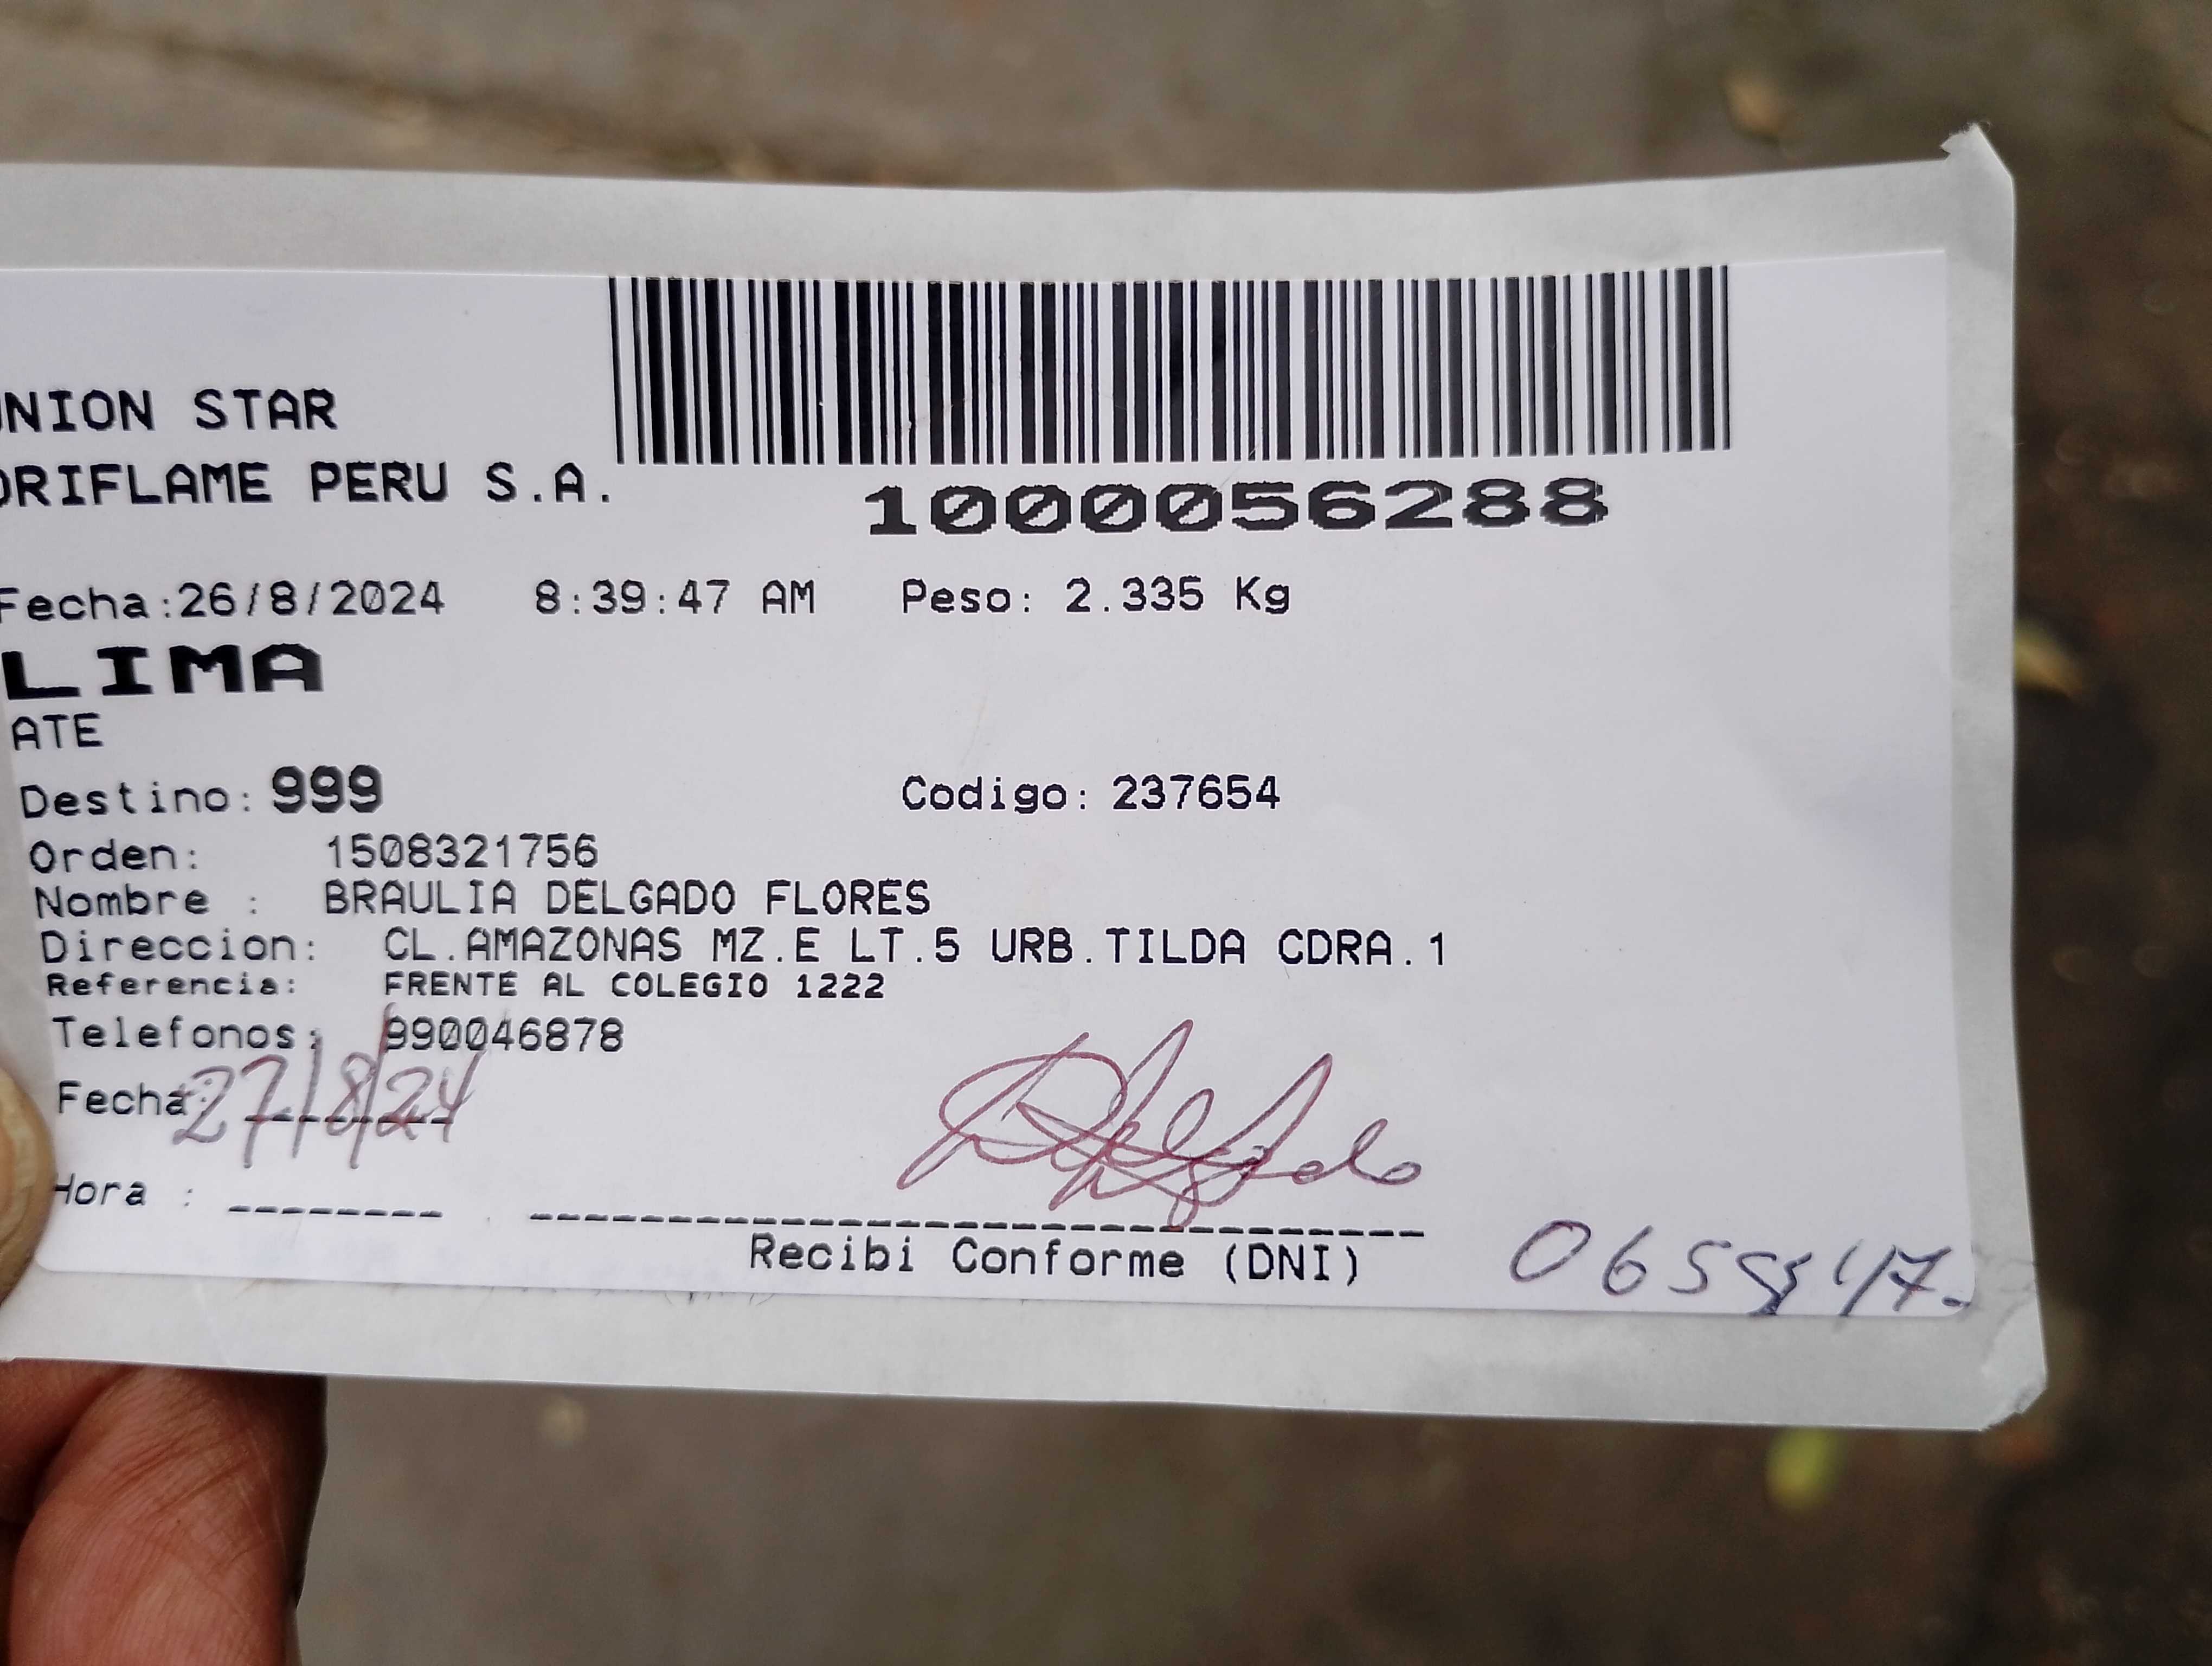 NION STAR
ORIFLAME PERU S.A.
1000056288
Fecha:26/8/2024 8:39:47 AM Peso: 2.335 Kg
LIMA
ATE
Destino: 999 Codigo: 237654
Orden: 1508321756
Nombre : BRAULIA DELGADO FLORES
Direccion: CL.AMAZONAS MZ.E LT.5 URB.TILDA CDRA.1
Referencia: FRENTE AL COLEGIO 1222
Telefonos: 990046878
Fecha: 27/8/24
Hora :
Recibi Conforme (DNI)